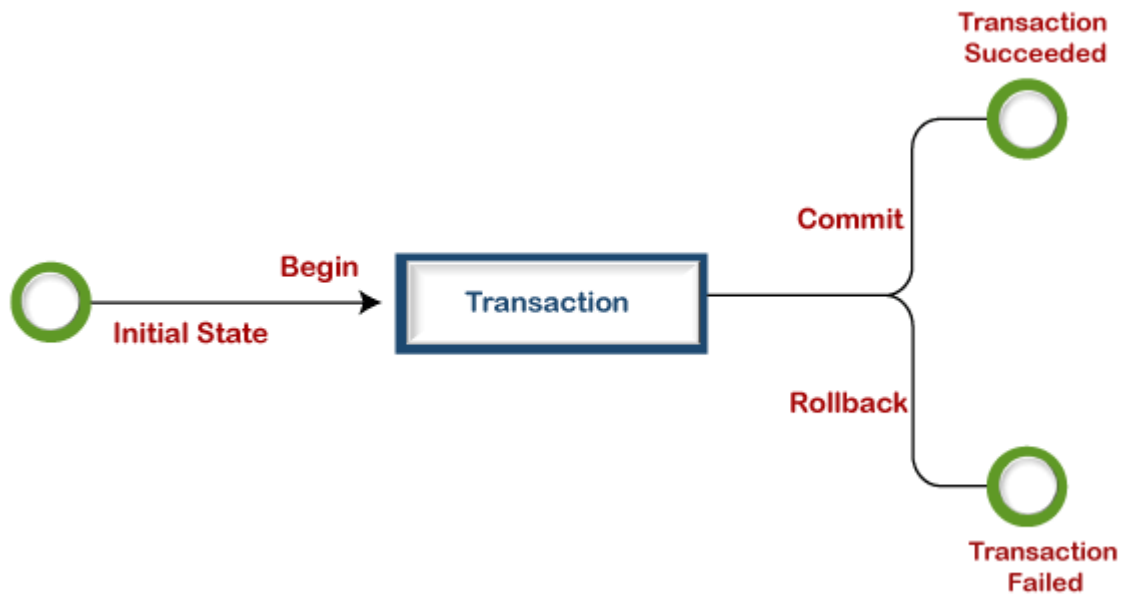 Transaction
Succeeded
Commit
Begin
Transaction
Initial State
Rollback
Transaction
Failed